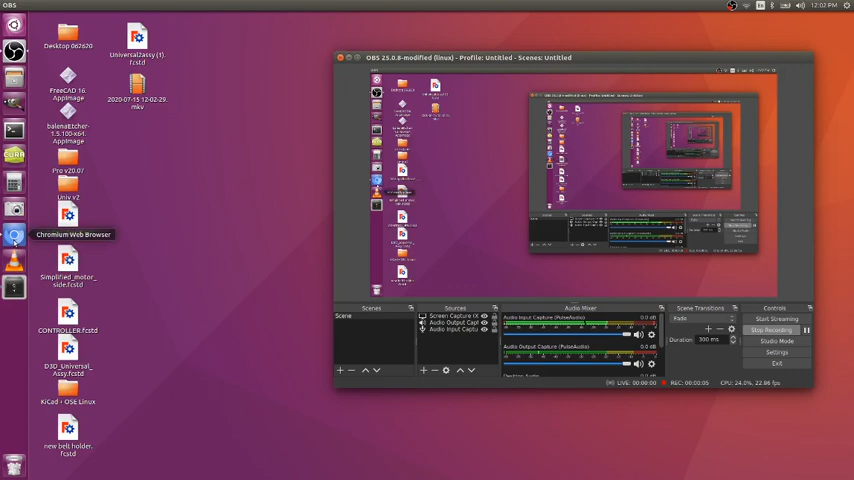 OBS
En
12:02 PM
Desktop 062620
Universal2assy (1).
fcstd
FreeCAD 16.
AppImage
2020-07-15 12-02-29.
mkv
1.5.100-x64.
AppImage
Pro v20.07
Univ v2
Chromium Web Browser
Simplified_motor_
side.fcstd
CONTROLLER.fcstd
D3D_Universal_
Assy.fcstd
KiCad + OSE Linux
new belt holder.
fcstd
CURA
OBS 25.0.8-modified (linux) - Profile: Untitled - Scenes: Untitled
Scenes
Sources
Audio Mixer
Scene Transitions
Controls
Scene
Screen Capture (X
Audio Output Capt
Audio Input Captu
Audio Input Capture (PulseAudio)
0.0 dB
Audio Output Capture (PulseAudio)
0.0 dB
Fade
Duration
300 ms
Start Streaming
Stop Recording
Studio Mode
Settings
Exit
LIVE: 00:00:00
REC: 00:00:05
CPU: 24.0%, 22.86 fps